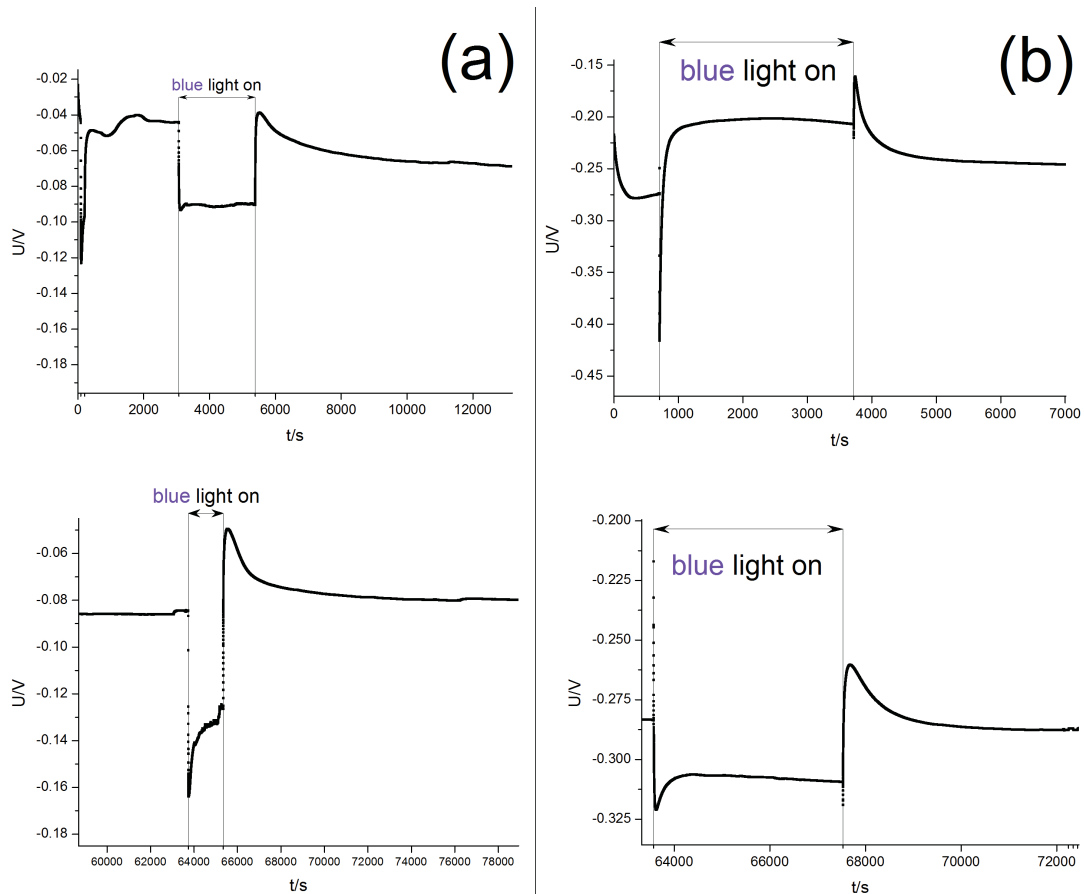 (a)
blue light on
-0.02
-0.04
-0.06
-0.08
-0.10
-0.12
-0.14
-0.16
-0.18
U/V
0 2000 4000 6000 8000 10000 12000
t/s
(b)
blue light on
-0.15
-0.20
-0.25
-0.30
-0.35
-0.40
-0.45
U/V
0 1000 2000 3000 4000 5000 6000 7000
t/s
blue light on
-0.06
-0.08
-0.10
-0.12
-0.14
-0.16
-0.18
U/V
60000 62000 64000 66000 68000 70000 72000 74000 76000 78000
t/s
blue light on
-0.200
-0.225
-0.250
-0.275
-0.300
-0.325
U/V
64000 66000 68000 70000 72000
t/s